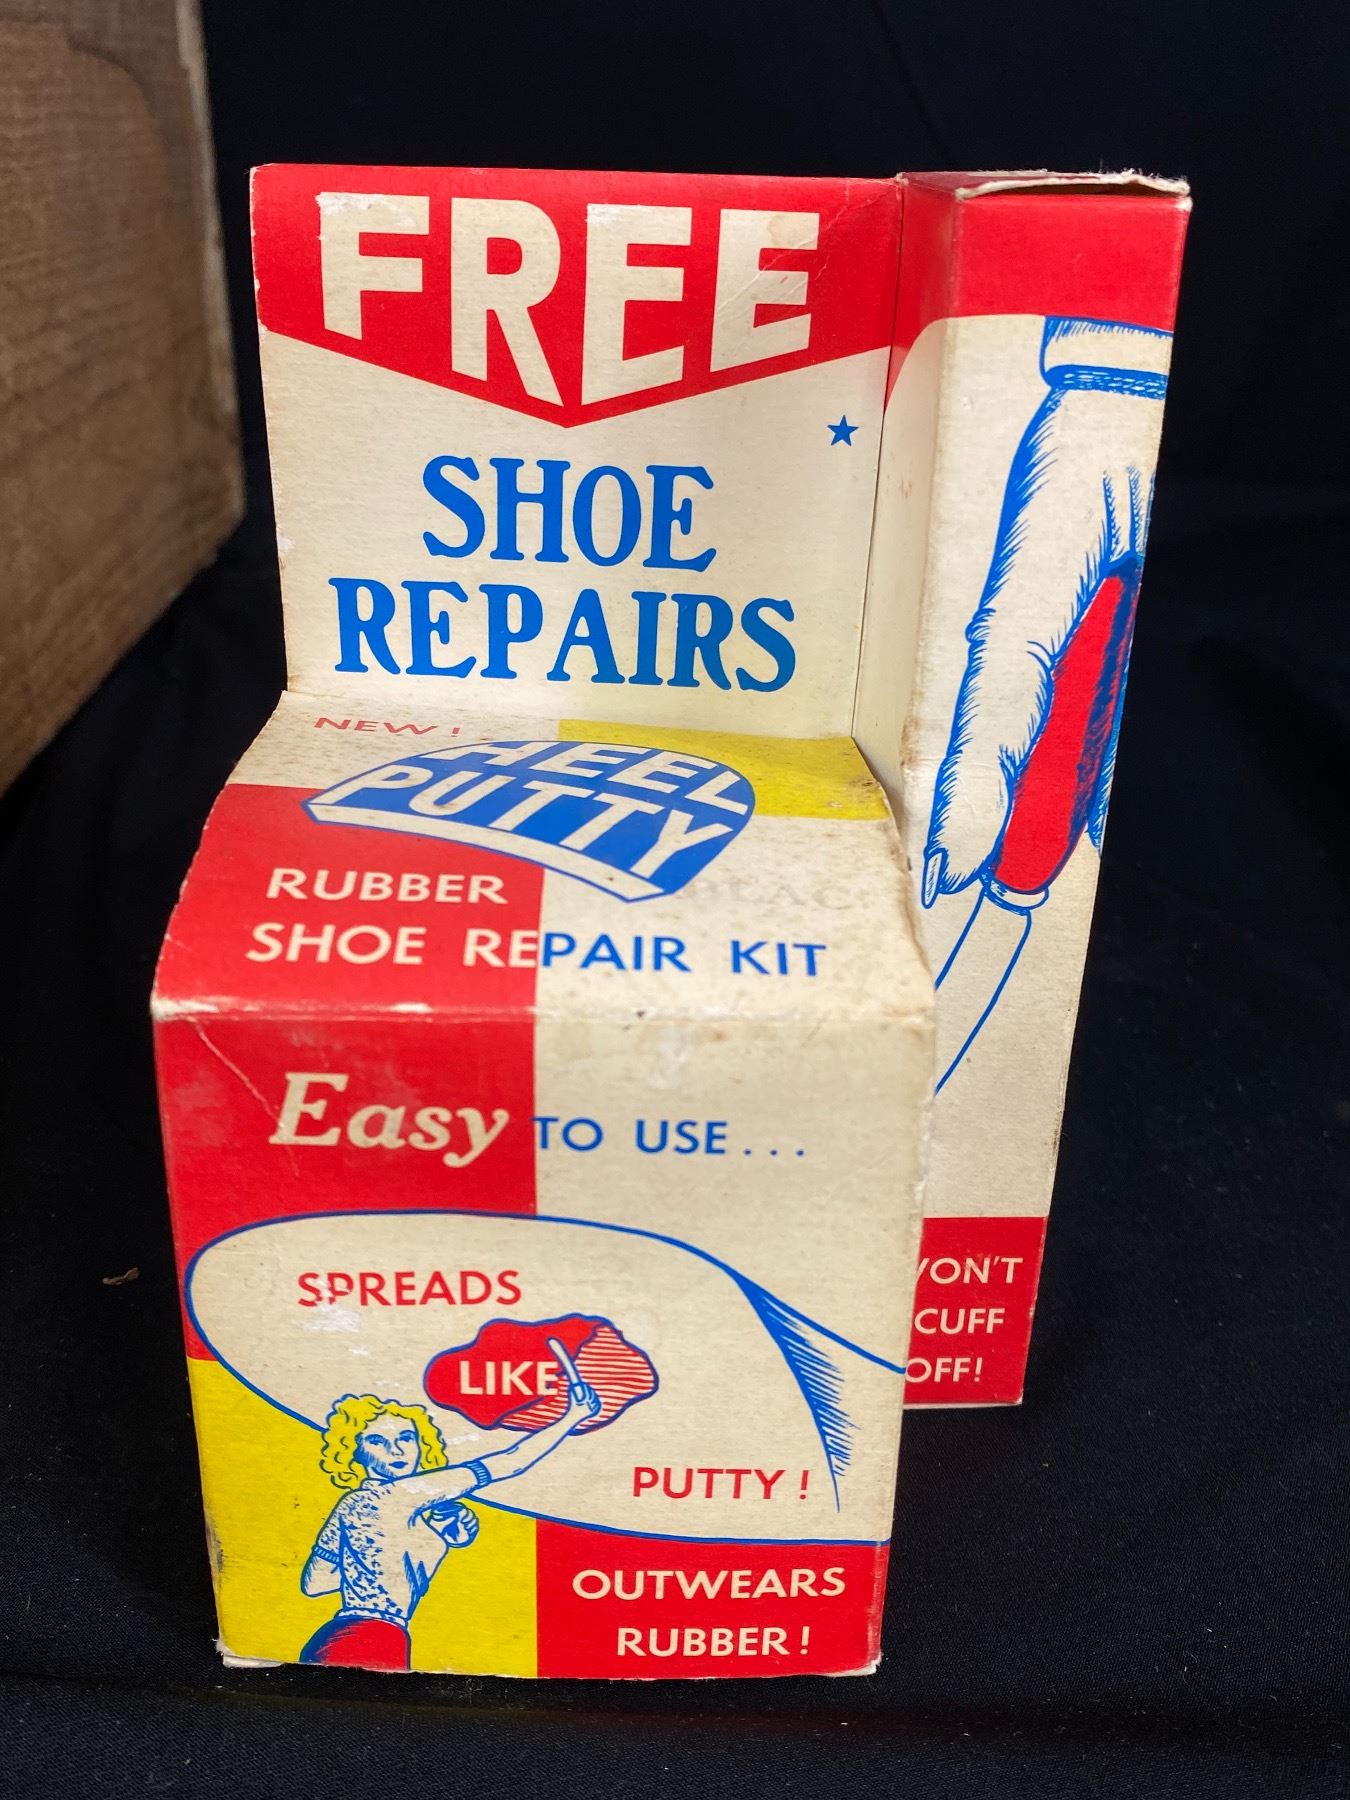 FREE
SHOE
REPAIRS
NEW!
HEEL
PUTTY
RUBBER
SHOE REPAIR KIT
Easy TO USE...
SPREADS
LIKE
PUTTY!
OUTWEARS
RUBBER!
WON'T
CUFF
OFF!